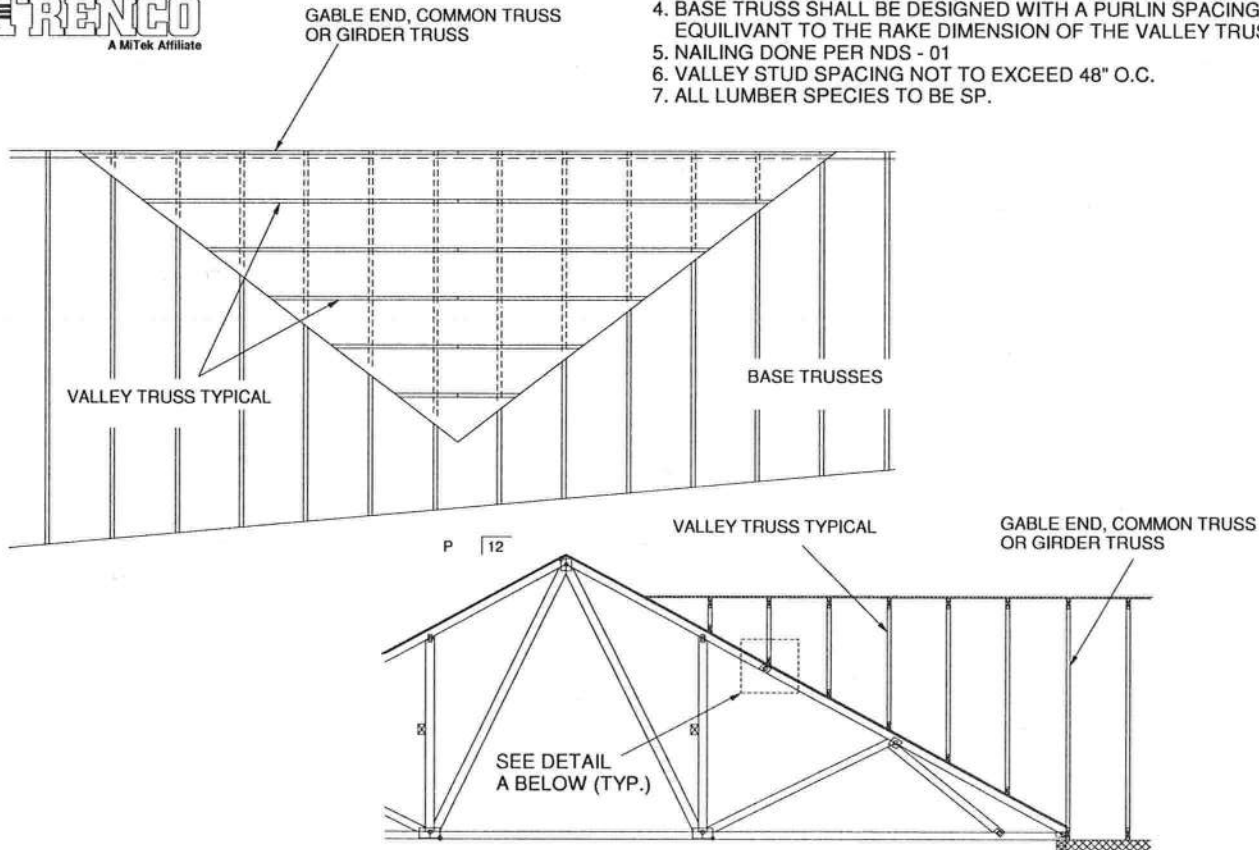 TRENCO
A MiTek Affiliate
GABLE END, COMMON TRUSS
OR GIRDER TRUSS
4. BASE TRUSS SHALL BE DESIGNED WITH A PURLIN SPACING
EQUILIVANT TO THE RAKE DIMENSION OF THE VALLEY TRUS
5. NAILING DONE PER NDS - 01
6. VALLEY STUD SPACING NOT TO EXCEED 48" O.C.
7. ALL LUMBER SPECIES TO BE SP.
VALLEY TRUSS TYPICAL
BASE TRUSSES
P 12
VALLEY TRUSS TYPICAL
GABLE END, COMMON TRUSS
OR GIRDER TRUSS
SEE DETAIL
A BELOW (TYP.)